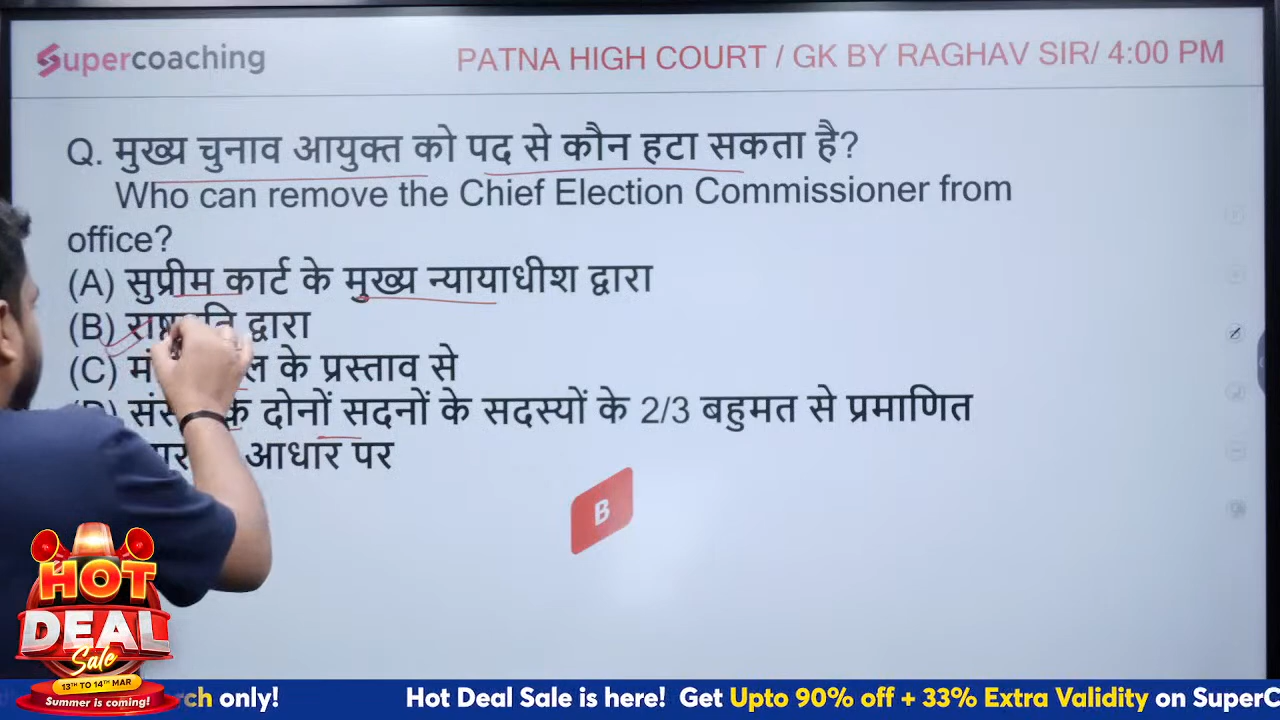 Supercoaching
PATNA HIGH COURT / GK BY RAGHAV SIR/ 4:00 PM
Q. मुख्य चुनाव आयुक्त को पद से कौन हटा सकता है?
Who can remove the Chief Election Commissioner from
office?
(A) सुप्रीम कार्ट के मुख्य न्यायाधीश द्वारा
(B) द्वारा
(C) के प्रस्ताव से
दोनों सदनों के सदस्यों के 2/3 बहुमत से प्रमाणित
आधार पर
B
HOT
DEAL
Sale
13TH TO 14TH MAR
Summer is coming!
only! Hot Deal Sale is here! Get Upto 90% off + 33% Extra Validity on